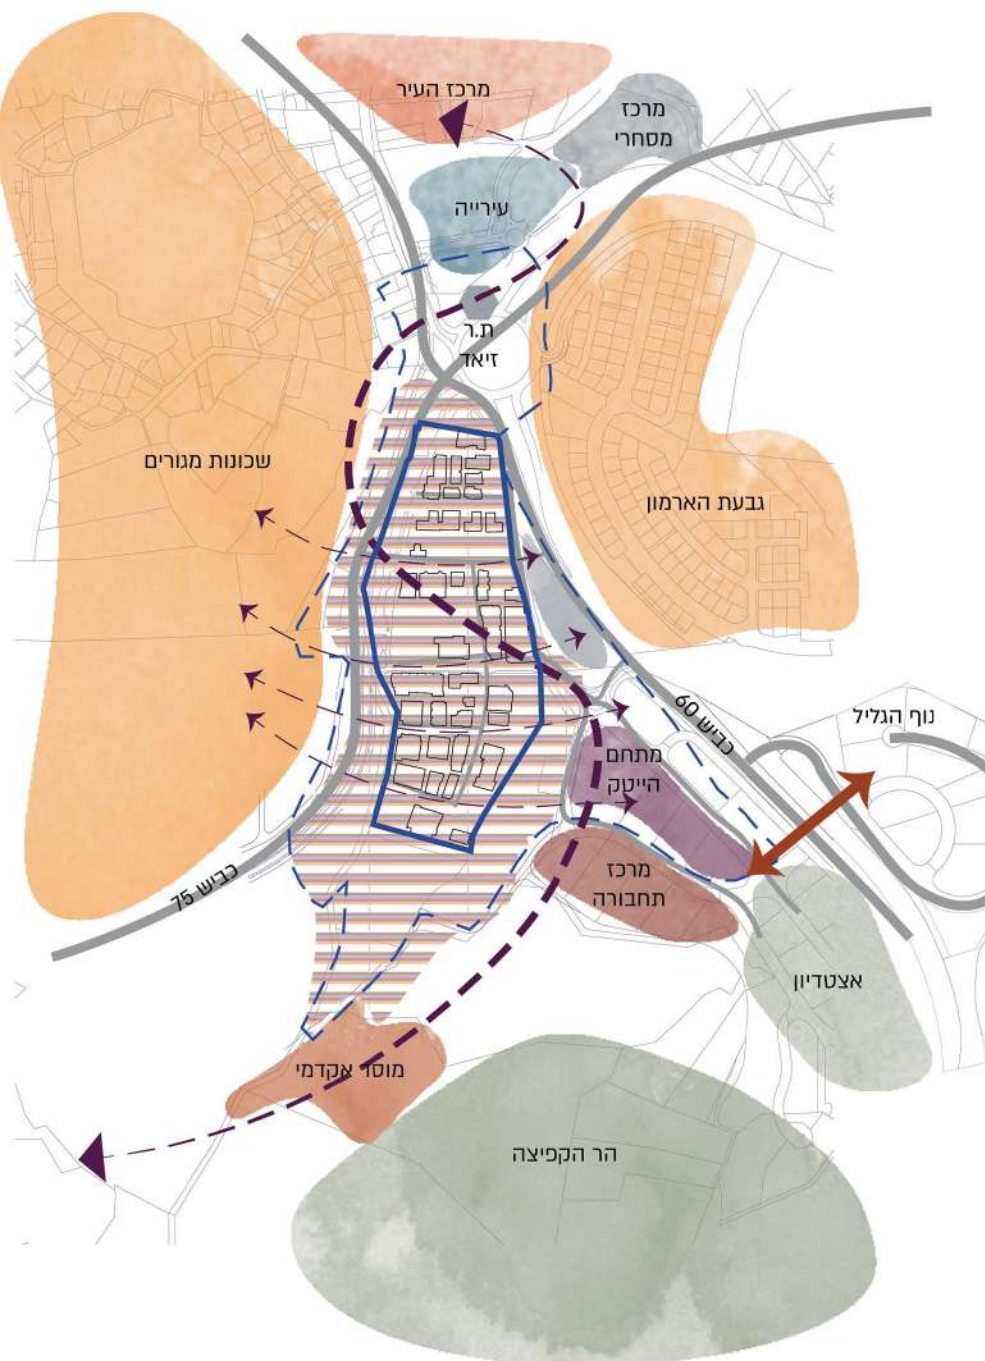 מרכז העיר
מרכז
מסחרי
עירייה
ת.ר
זיאד
שכונות מגורים
גבעת הארמון
כביש 60
נוף הגליל
מתחם
הייטק
מרכז
תחבורה
כביש 75
אצטדיון
מוסד אקדמי
הר הקפיצה